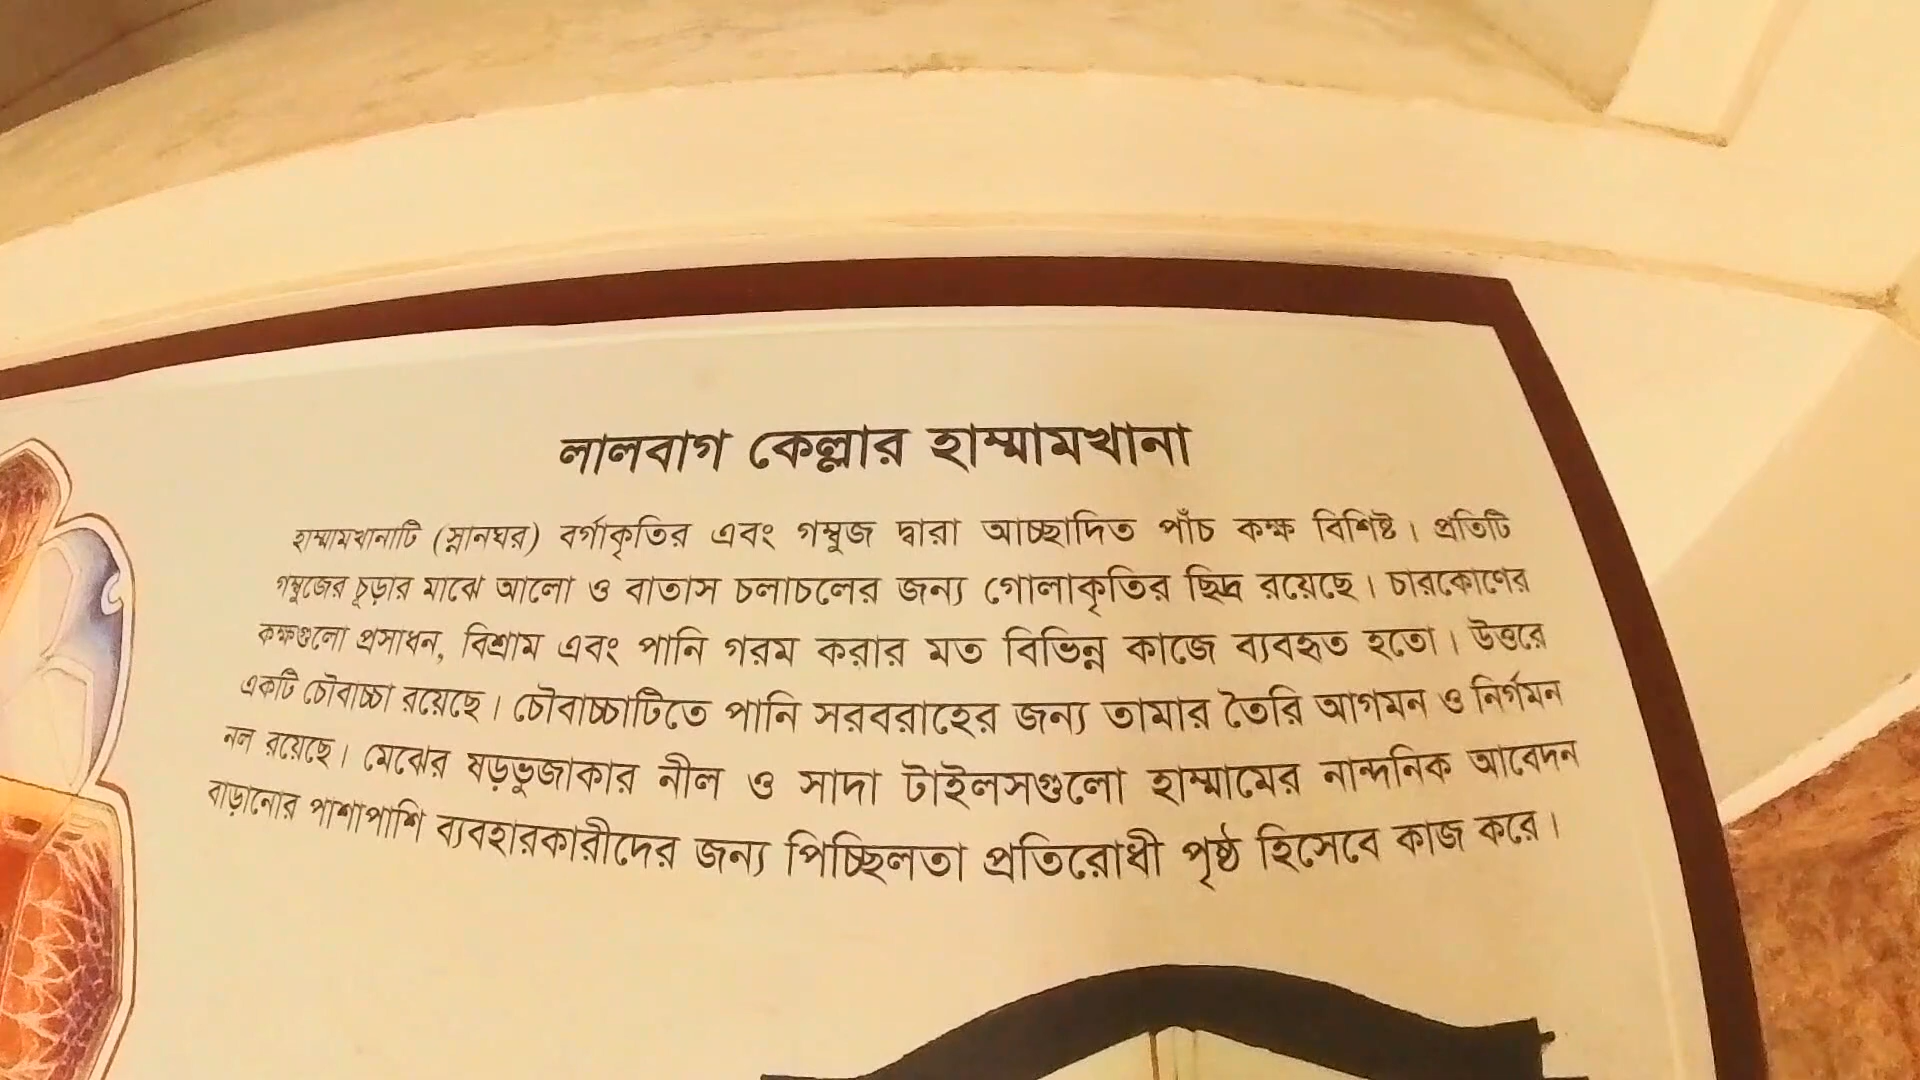 লালবাগ কেল্লার হাম্মামখানা
হাম্মামখানাটি (স্নানঘর) বর্গাকৃতির এবং গম্বুজ দ্বারা আচ্ছাদিত পাঁচ কক্ষ বিশিষ্ট। প্রতিটি
গম্বুজের চূড়ার মাঝে আলো ও বাতাস চলাচলের জন্য গোলাকৃতির ছিদ্র রয়েছে। চারকোণের
কক্ষগুলো প্রসাধন, বিশ্রাম এবং পানি গরম করার মত বিভিন্ন কাজে ব্যবহৃত হতো। উত্তরে
একটি চৌবাচ্চা রয়েছে। চৌবাচ্চাটিতে পানি সরবরাহের জন্য তামার তৈরি আগমন ও নির্গমন
নল রয়েছে। মেঝের ষড়ভুজাকার নীল ও সাদা টাইলসগুলো হাম্মামের নান্দনিক আবেদন
বাড়ানোর পাশাপাশি ব্যবহারকারীদের জন্য পিচ্ছিলতা প্রতিরোধী পৃষ্ঠ হিসেবে কাজ করে।